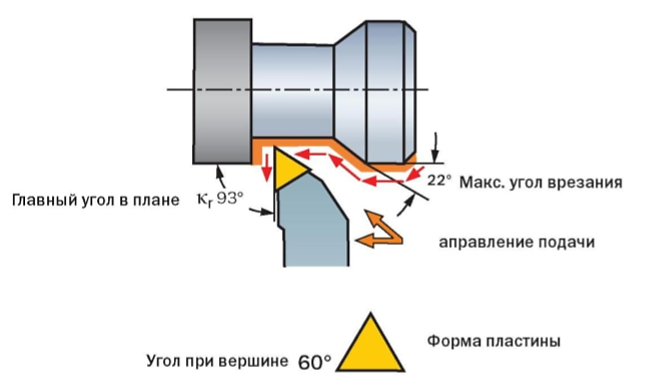 22° Макс. угол врезания
Главный угол в плане κr 93°
аправление подачи
Форма пластины
Угол при вершине 60°